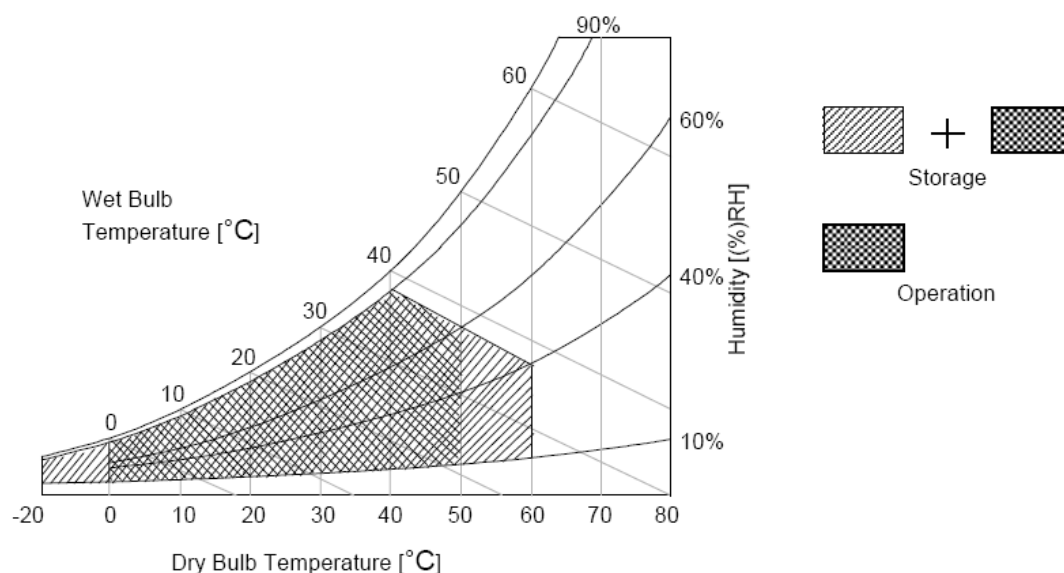 90%
60
60%
50
Storage
Wet Bulb
Temperature [°C]
40
40%
Humidity [(%)RH]
Operation
30
20
10
0
10%
-20 0 10 20 30 40 50 60 70 80
Dry Bulb Temperature [°C]